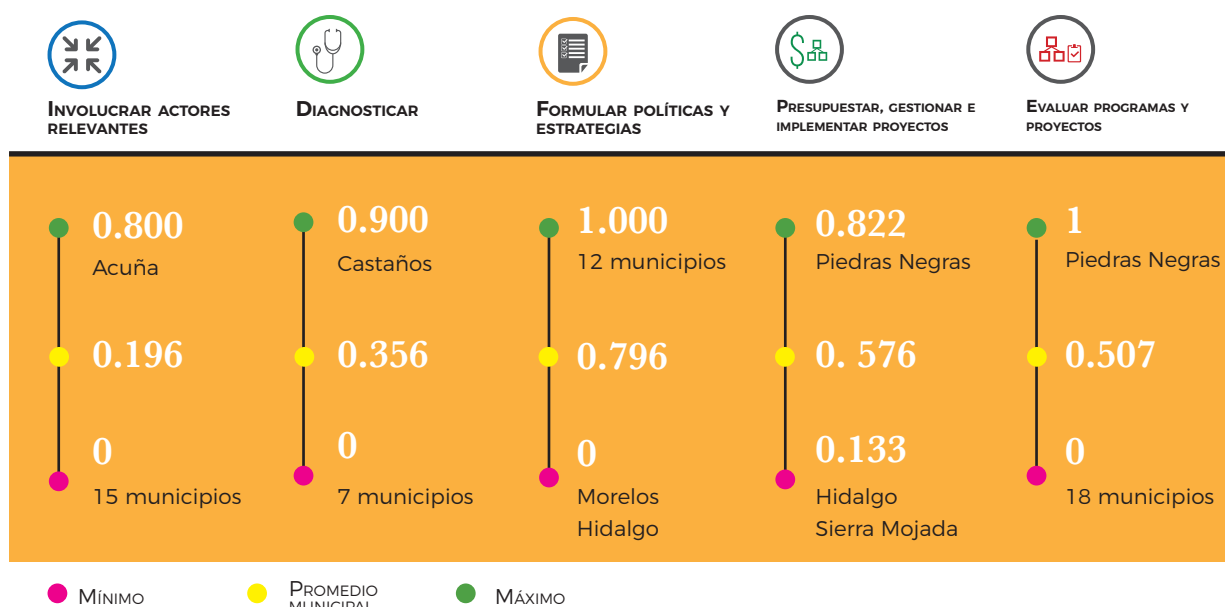 INVOLUCRAR ACTORES
RELEVANTES
DIAGNOSTICAR
FORMULAR POLÍTICAS Y
ESTRATEGIAS
PRESUPUESTAR, GESTIONAR E
IMPLEMENTAR PROYECTOS
EVALUAR PROGRAMAS Y
PROYECTOS
0.800
Acuña
0.196
0
15 municipios
0.900
Castaños
0.356
0
7 municipios
1.000
12 municipios
0.796
0
Morelos
Hidalgo
0.822
Piedras Negras
0. 576
0.133
Hidalgo
Sierra Mojada
1
Piedras Negras
0.507
0
18 municipios
MÍNIMO
PROMEDIO
MUNICIPAL
MÁXIMO